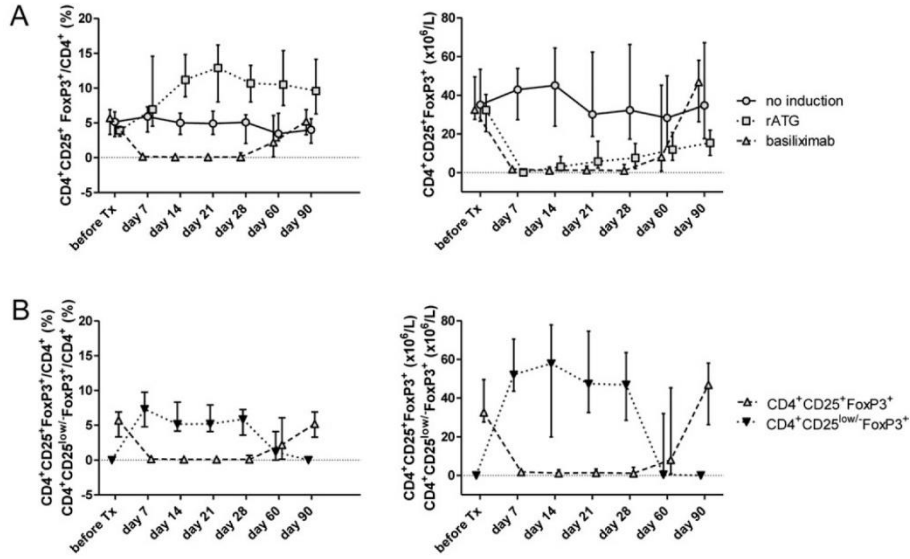 A
CD4⁺CD25⁺ FoxP3⁺/CD4⁺ (%)
20
15
10
5
0
-5
before Tx
day 7
day 14
day 21
day 28
day 60
day 90
CD4⁺CD25⁺ FoxP3⁺ (x10⁶/L)
80
60
40
20
0
before Tx
day 7
day 14
day 21
day 28
day 60
day 90
no induction
rATG
basiliximab
B
CD4⁺CD25⁺FoxP3⁺/CD4⁺ (%)
CD4⁺CD25low/-FoxP3⁺/CD4⁺ (%)
20
15
10
5
0
-5
before Tx
day 7
day 14
day 21
day 28
day 60
day 90
CD4⁺CD25⁺FoxP3⁺ (x10⁶/L)
CD4⁺CD25low/-FoxP3⁺ (x10⁶/L)
80
60
40
20
0
before Tx
day 7
day 14
day 21
day 28
day 60
day 90
CD4⁺CD25⁺FoxP3⁺
CD4⁺CD25low/-FoxP3⁺